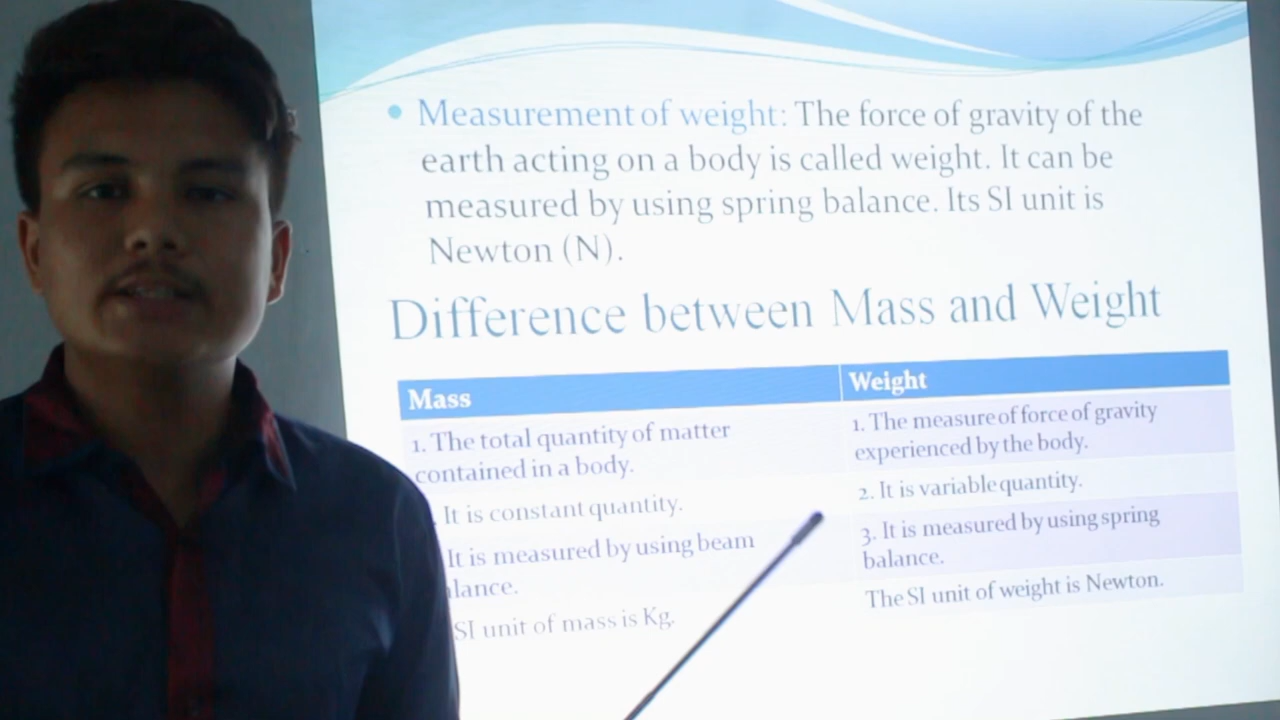 • Measurement of weight: The force of gravity of the
earth acting on a body is called weight. It can be
measured by using spring balance. Its SI unit is
Newton (N).
Difference between Mass and Weight
Mass
1. The total quantity of matter
contained in a body.
It is constant quantity.
It is measured by using beam
lance.
SI unit of mass is Kg.
Weight
1. The measure of force of gravity
experienced by the body.
2. It is variable quantity.
3. It is measured by using spring
balance.
The SI unit of weight is Newton.